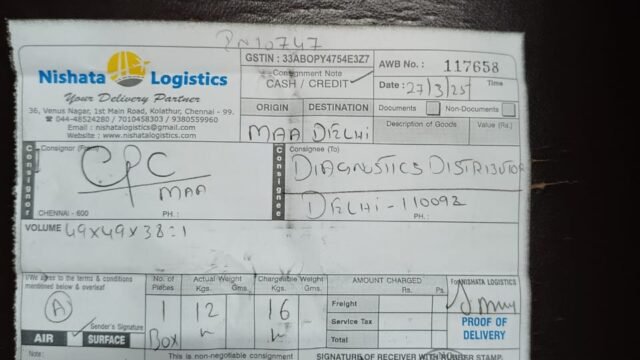 PN10747
Nishata Logistics
Your Delivery Partner
36, Venus Nagar, 1st Main Road, Kolathur, Chennai - 99.
☎ 044-48524280 / 7010458303 / 9380559960
Email : nishatalogistics@gmail.com
Website : www.nishatalogistics.com
GSTIN : 33ABOPY4754E3Z7
Consignment Note
CASH / CREDIT
AWB No. : 117658
Date : 27/3/25 Time
ORIGIN DESTINATION
MAA DELHI
Documents Non-Documents
Description of Goods Value (Rs.)
Consignor
Consignor (From)
CPC
MAA
CHENNAI - 600 PH. :
Consignee
Consignee (To)
DIAGNOSTICS DISTRIBUTOR
DELHI - 110092
PH. :
VOLUME 49x49x38=1
I/We agree to the terms & conditions
mentioned below & overleaf
A
Sender's Signature
AIR SURFACE
No. of Pieces
1
Box
Actual Weight
Kgs. Gms.
12
Chargeable Weight
Kgs. Gms.
16
AMOUNT CHARGED
Rs. Ps.
Freight
Service Tax
Total
For NISHATA LOGISTICS
PROOF OF
DELIVERY
Note : This is non-negotiable consignment
SIGNATURE OF RECEIVER WITH RUBBER STAMP.